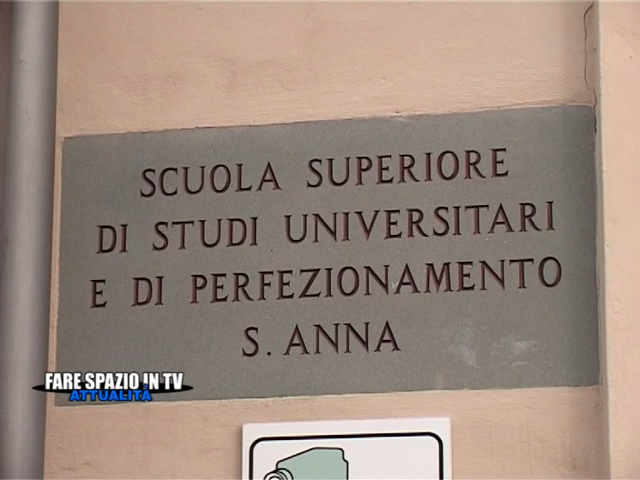 SCUOLA SUPERIORE
DI STUDI UNIVERSITARI
E DI PERFEZIONAMENTO
S. ANNA
FARE SPAZIO IN TV
ATTUALITÀ